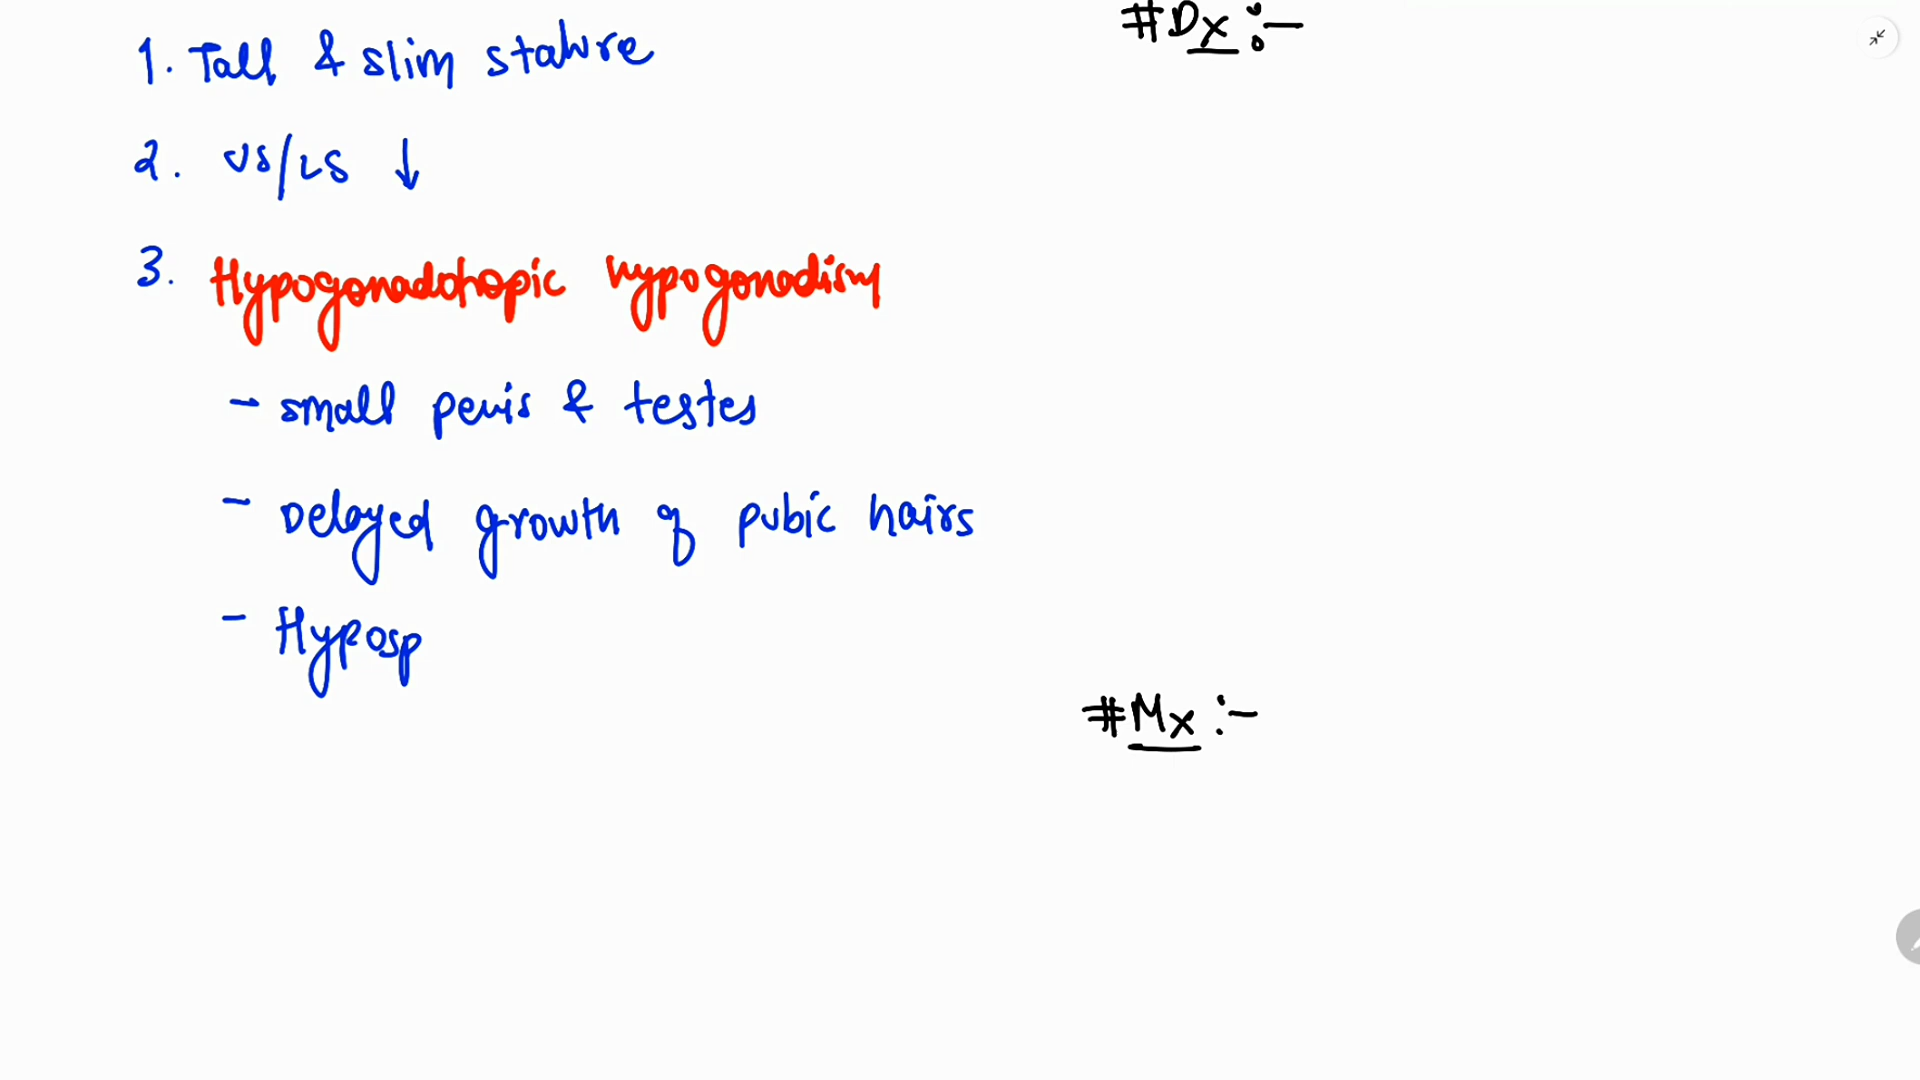 1. Tall & slim stature
2. US/LS ↓
3. Hypogonadotropic hypogonadism
- small penis & testes
- Delayed growth of pubic hairs
- Hyposp
#Dx :-
#Mx :-